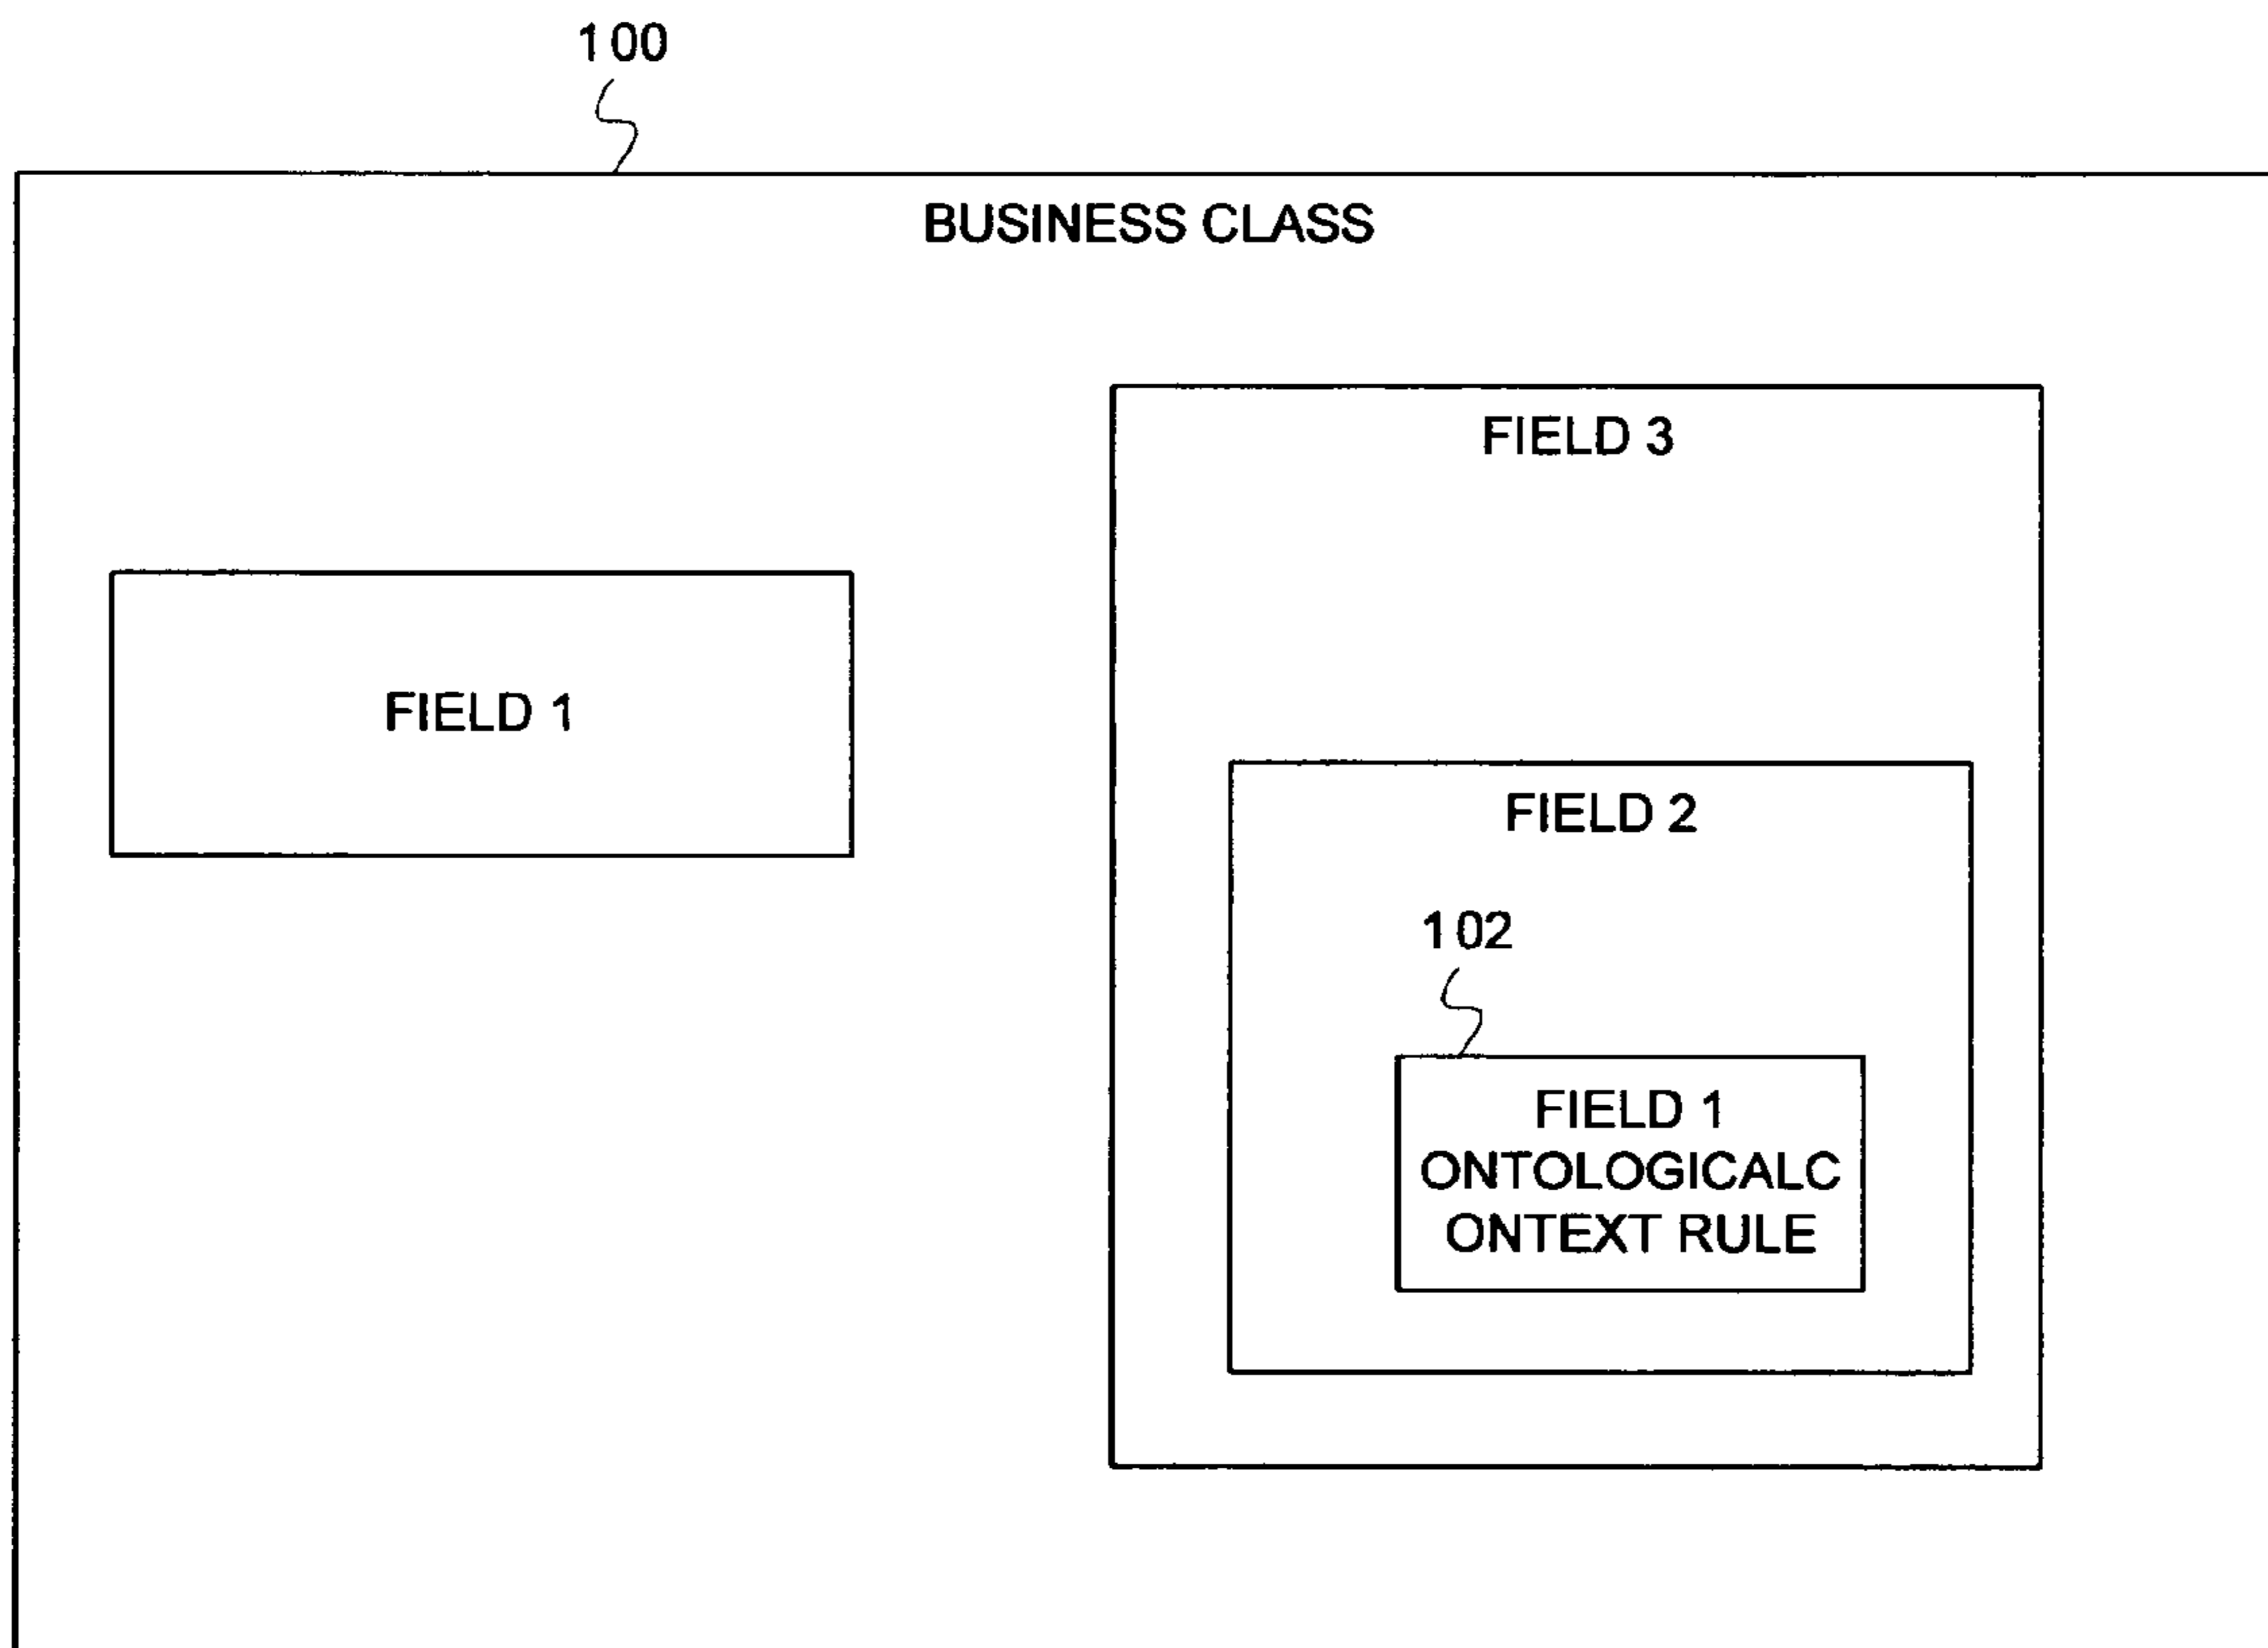 100
BUSINESS CLASS
FIELD 3
FIELD 1
FIELD 2
102
FIELD 1
ONTOLOGICALC
ONTEXT RULE